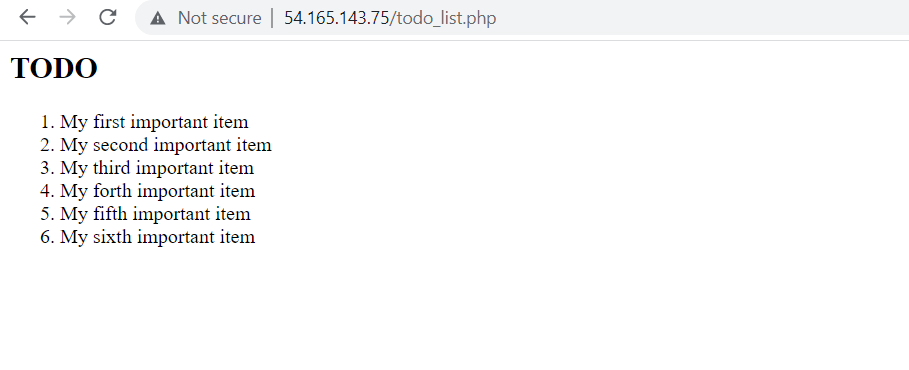 Not secure | 54.165.143.75/todo_list.php
TODO
1. My first important item
2. My second important item
3. My third important item
4. My forth important item
5. My fifth important item
6. My sixth important item